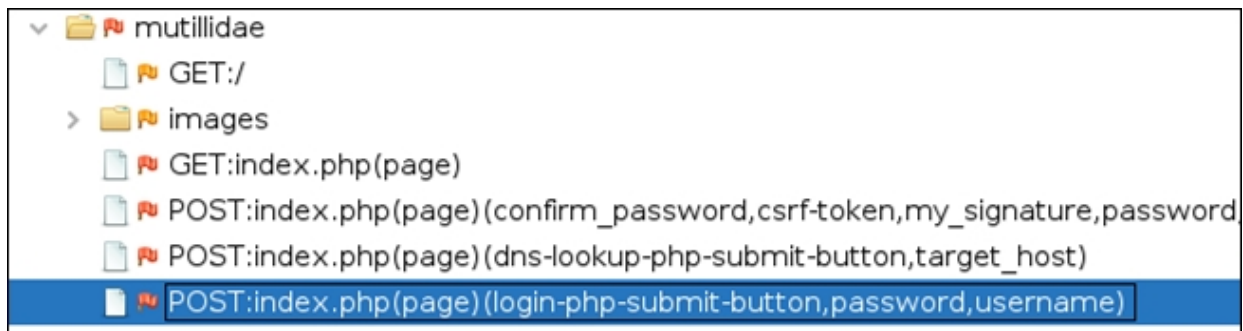 mutillidae
GET:/
images
GET:index.php(page)
POST:index.php(page)(confirm_password,csrf-token,my_signature,password,
POST:index.php(page)(dns-lookup-php-submit-button,target_host)
POST:index.php(page)(login-php-submit-button,password,username)